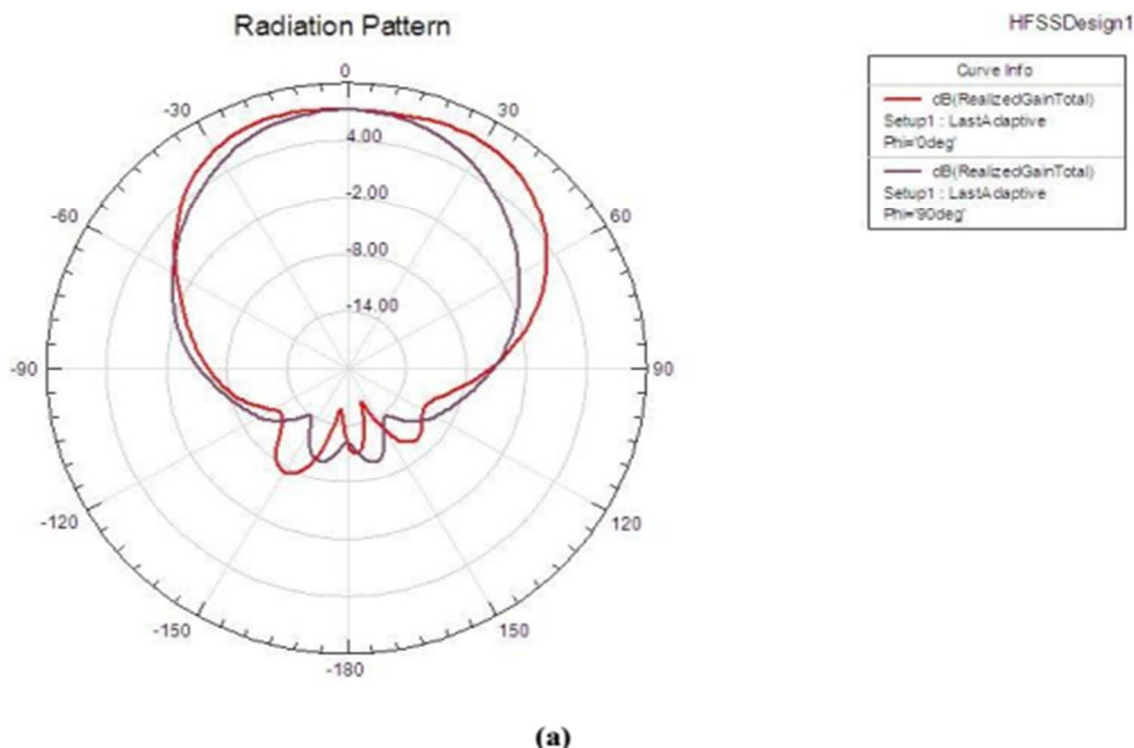 Radiation Pattern
HFSSDesign1
Curve Info
dB(RealizedGainTotal)
Setup1 : LastAdaptive
Phi='0deg'
dB(RealizedGainTotal)
Setup1 : LastAdaptive
Phi='90deg'
0
-30
30
4.00
-60
-2.00
60
-8.00
-14.00
-90
90
-120
120
-150
150
-180
(a)